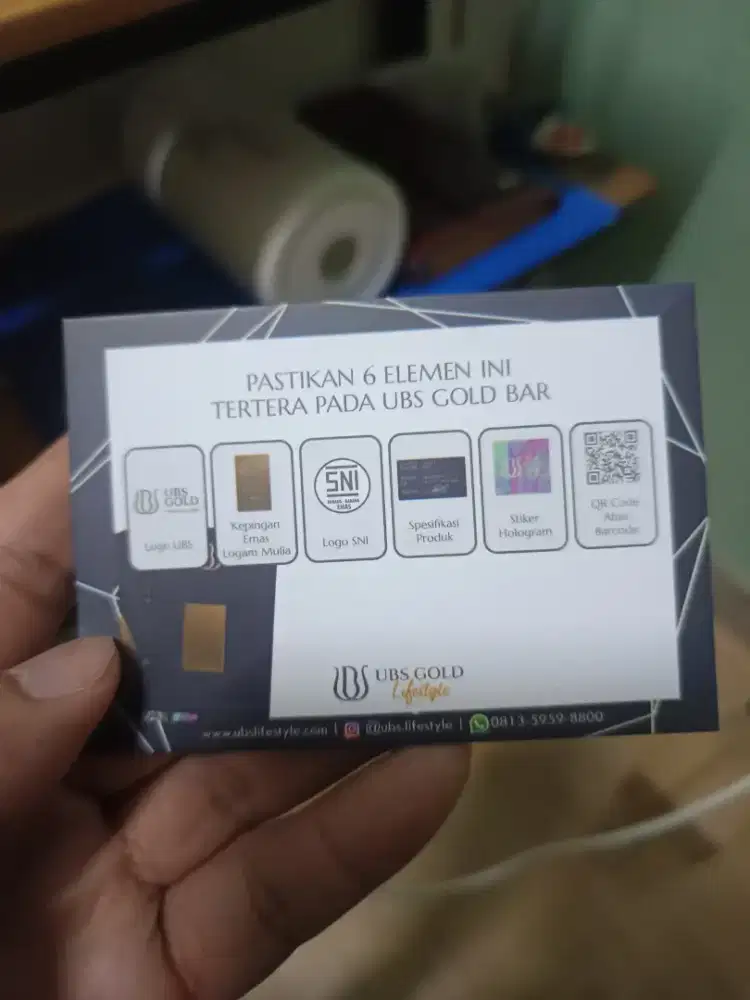 PASTIKAN 6 ELEMEN INI
TERTERA PADA UBS GOLD BAR
UBS
GOLD
Logo UBS
Kepingan
Emas
Logam Mulia
SNI
Logo SNI
Spesifikasi
Produk
UBS
Stiker
Hologram
QR Code
Atau
Barcode
UBS GOLD
Lifestyle
www.ubslifestyle.com | @ubs.lifestyle | 0813-5959-8800